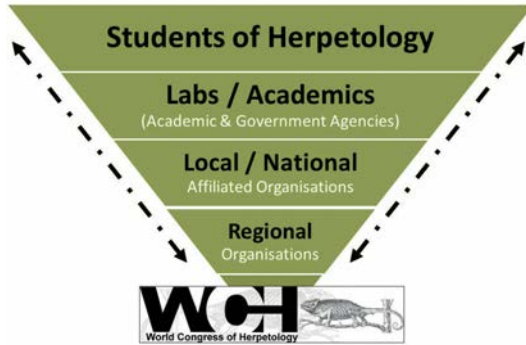 Students of Herpetology
Labs / Academics
(Academic & Government Agencies)
Local / National
Affiliated Organisations
Regional
Organisations
WCH
World Congress of Herpetology